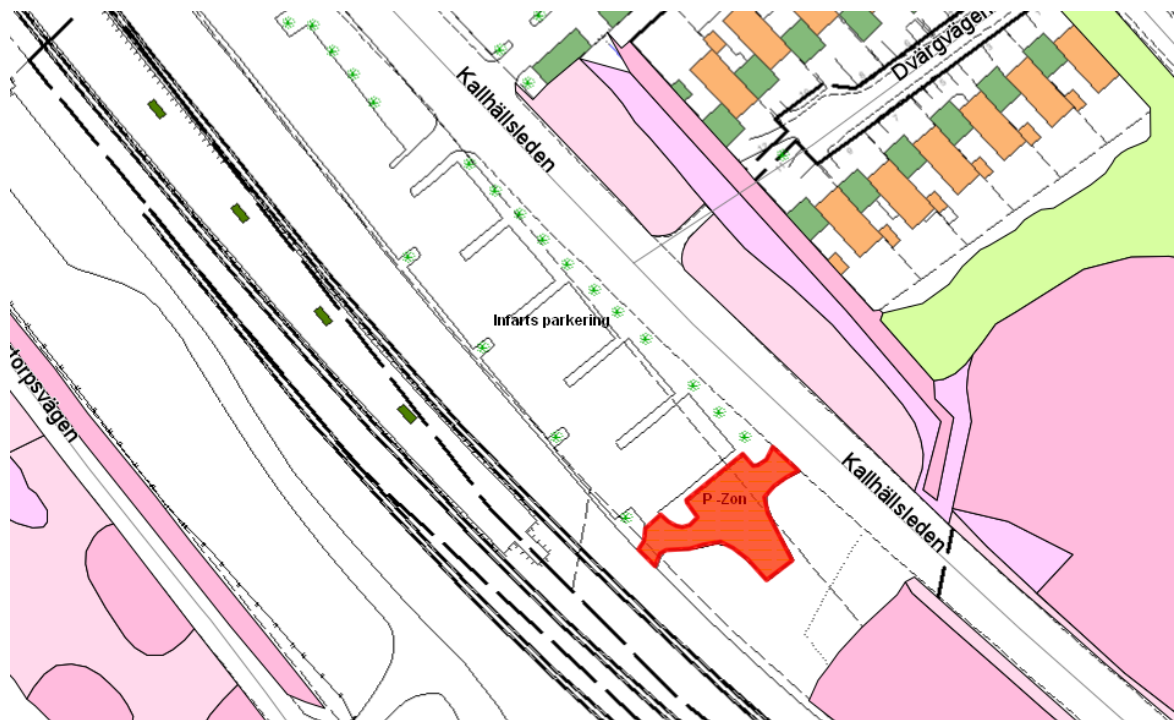 Dvärgvägen
Kallhällsleden
Infarts parkering
torpsvägen
Kallhällsleden
P -Zon